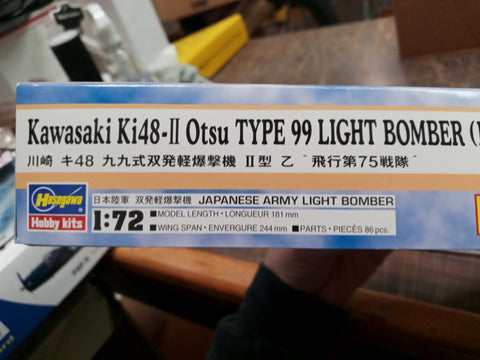 Kawasaki Ki48-II Otsu TYPE 99 LIGHT BOMBER (
川崎 キ48 九九式双発軽爆撃機 II型 乙 〝飛行第75戦隊〞
Hasegawa
Hobby kits
日本陸軍 双発軽爆撃機 JAPANESE ARMY LIGHT BOMBER
1:72
■MODEL LENGTH・LONGUEUR 181mm
■WING SPAN・ENVERGURE 244mm ■PARTS・PIECÈS 86pcs.